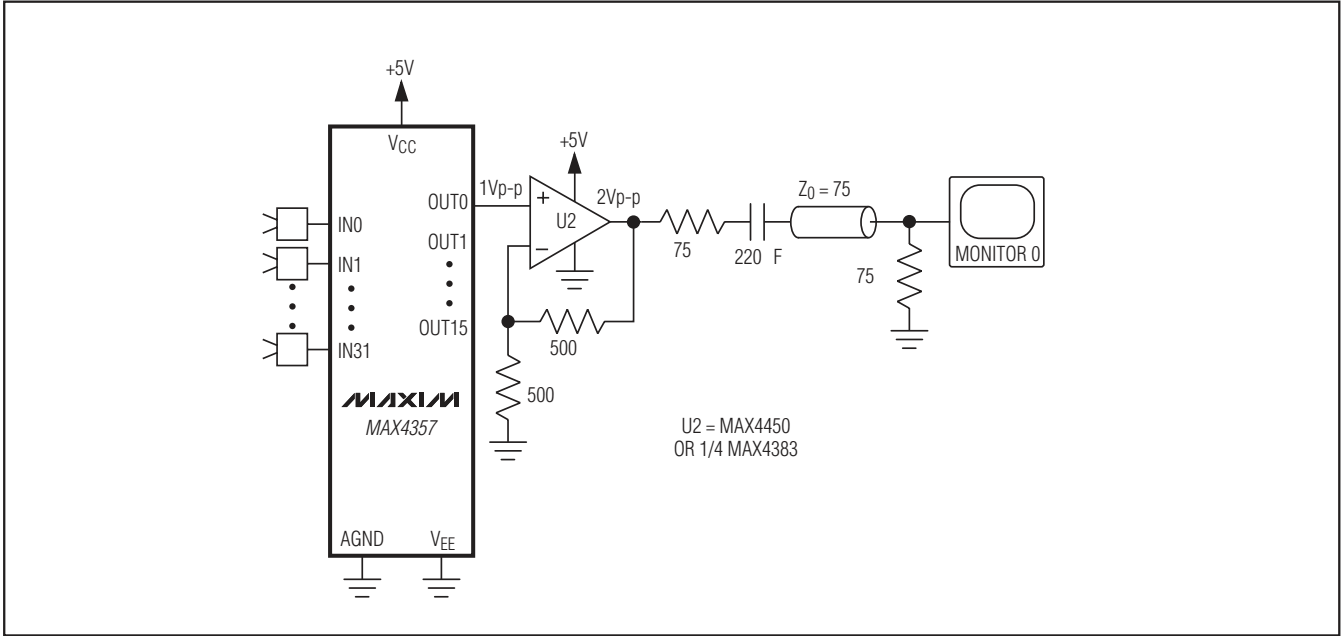 +5V
VCC
+5V
OUT0
1Vp-p
+
U2
−
2Vp-p
Z0 = 75
IN0
OUT1
75
220 F
75
MONITOR 0
IN1
OUT15
IN31
500
500
MAXIM
MAX4357
U2 = MAX4450
OR 1/4 MAX4383
AGND
VEE